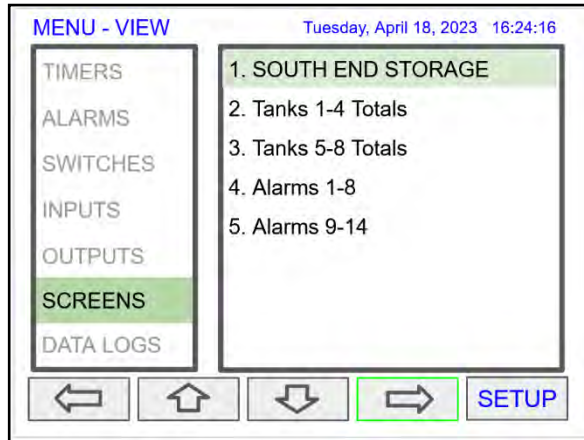 MENU - VIEW
Tuesday, April 18, 2023 16:24:16
TIMERS
ALARMS
SWITCHES
INPUTS
OUTPUTS
SCREENS
DATA LOGS
1. SOUTH END STORAGE
2. Tanks 1-4 Totals
3. Tanks 5-8 Totals
4. Alarms 1-8
5. Alarms 9-14
SETUP